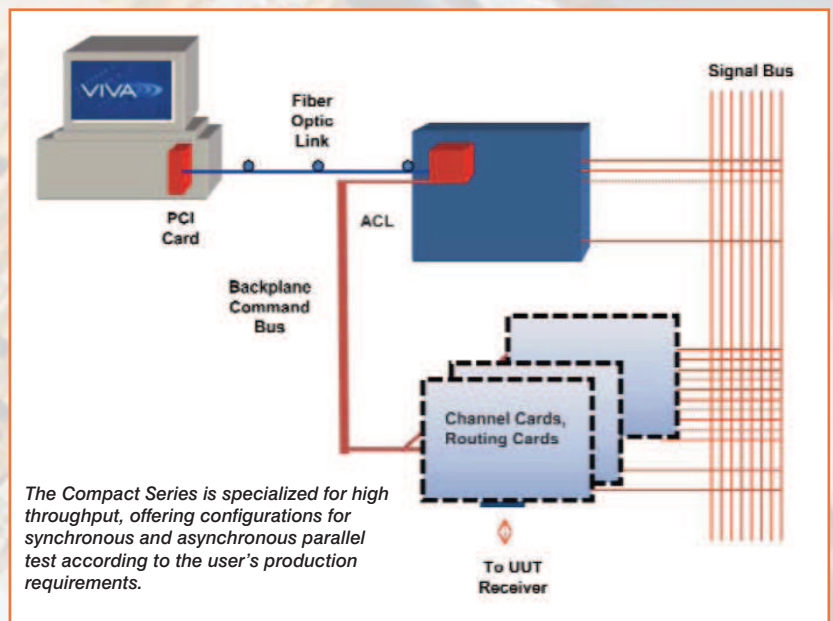 Signal Bus
VIVA
Fiber
Optic
Link
PCI
Card
ACL
Backplane
Command
Bus
Channel Cards,
Routing Cards
The Compact Series is specialized for high
throughput, offering configurations for
synchronous and asynchronous parallel
test according to the user's production
requirements.
To UUT
Receiver